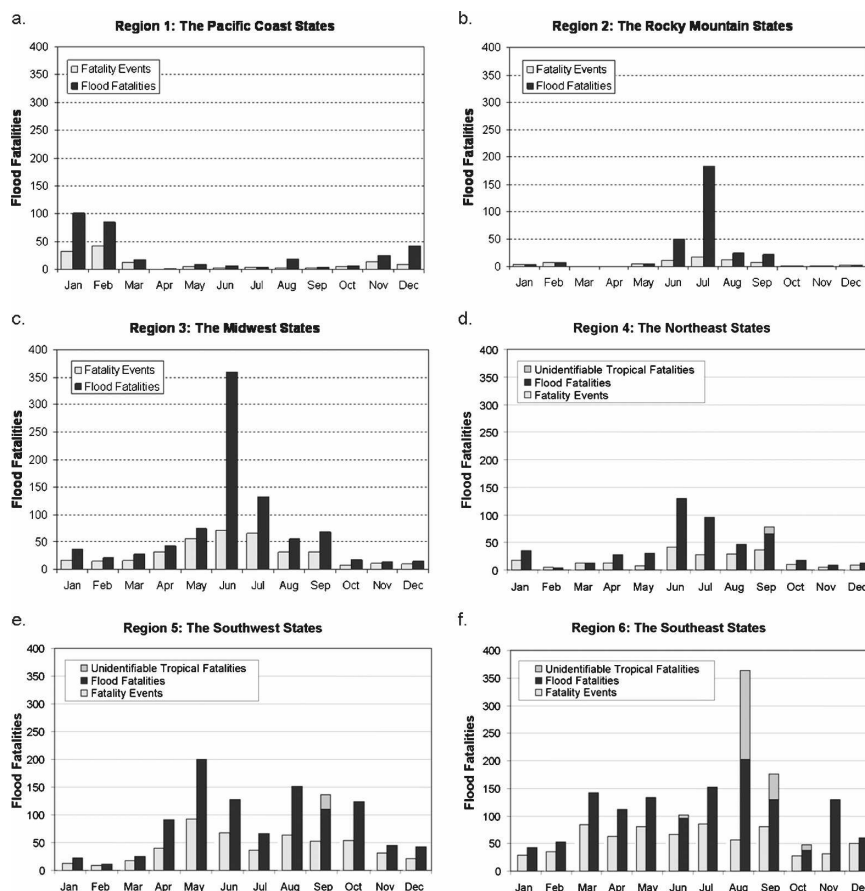 a.
Region 1: The Pacific Coast States
400
350
300
250
200
150
100
50
0
Flood Fatalities
Fatality Events
Flood Fatalities
Jan Feb Mar Apr May Jun Jul Aug Sep Oct Nov Dec
b.
Region 2: The Rocky Mountain States
400
350
300
250
200
150
100
50
0
Flood Fatalities
Fatality Events
Flood Fatalities
Jan Feb Mar Apr May Jun Jul Aug Sep Oct Nov Dec
c.
Region 3: The Midwest States
400
350
300
250
200
150
100
50
0
Flood Fatalities
Fatality Events
Flood Fatalities
Jan Feb Mar Apr May Jun Jul Aug Sep Oct Nov Dec
d.
Region 4: The Northeast States
400
350
300
250
200
150
100
50
0
Flood Fatalities
Unidentifiable Tropical Fatalities
Flood Fatalities
Fatality Events
Jan Feb Mar Apr May Jun Jul Aug Sep Oct Nov Dec
e.
Region 5: The Southwest States
400
350
300
250
200
150
100
50
0
Flood Fatalities
Unidentifiable Tropical Fatalities
Flood Fatalities
Fatality Events
Jan Feb Mar Apr May Jun Jul Aug Sep Oct Nov Dec
f.
Region 6: The Southeast States
400
350
300
250
200
150
100
50
0
Flood Fatalities
Unidentifiable Tropical Fatalities
Flood Fatalities
Fatality Events
Jan Feb Mar Apr May Jun Jul Aug Sep Oct Nov Dec